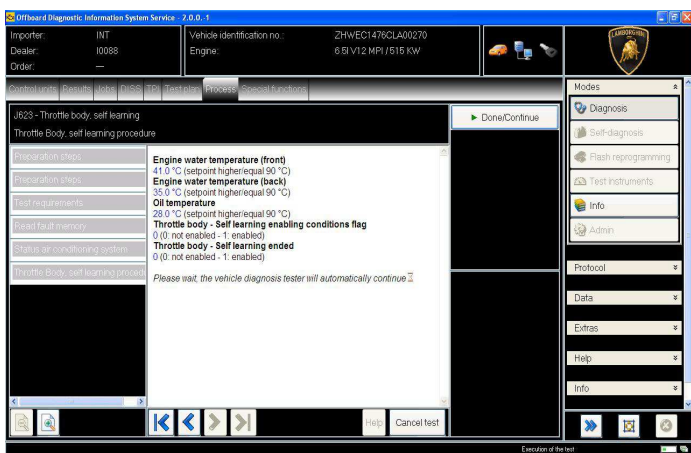 Offboard Diagnostic Information System Service - 2.0.0.-1
Importer: INT
Dealer: I0088
Order: —
Vehicle identification no.: ZHWEC1476CLA00270
Engine: 6.5l V12 MPI / 515 KW
LAMBORGHINI
Control units Results Jobs DISS TPI Test plan Process Special functions
J623 - Throttle body, self learning
Throttle Body, self learning procedure
Done/Continue
Preparation steps
Preparation steps
Test requirements
Read fault memory
Status air conditioning system
Throttle Body, self learning procedu
Engine water temperature (front)
41.0 °C (setpoint higher/equal 90 °C)
Engine water temperature (back)
35.0 °C (setpoint higher/equal 90 °C)
Oil temperature
28.0 °C (setpoint higher/equal 90 °C)
Throttle body - Self learning enabling conditions flag
0 (0: not enabled - 1: enabled)
Throttle body - Self learning ended
0 (0: not enabled - 1: enabled)
Please wait, the vehicle diagnosis tester will automatically continue
Help
Cancel test
Modes
Diagnosis
Self-diagnosis
Flash reprogramming
Test instruments
Info
Admin
Protocol
Data
Extras
Help
Info
Execution of the test